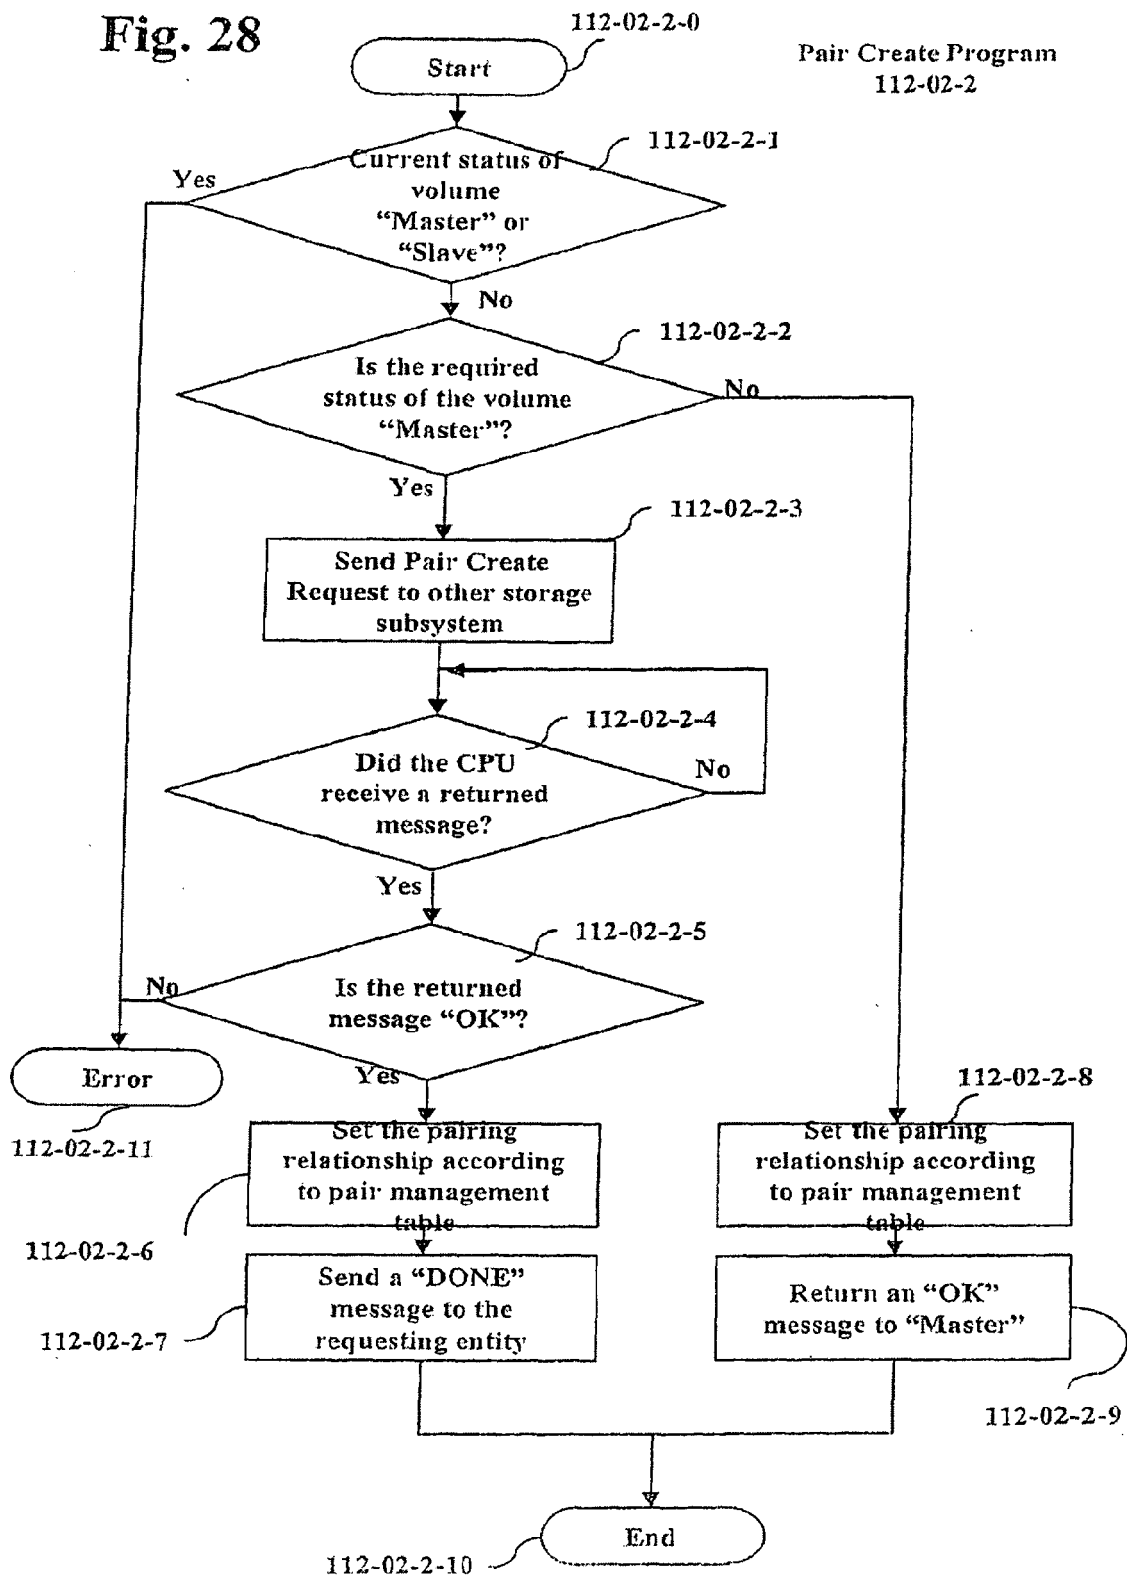 Fig. 28
112-02-2-0
Start
Pair Create Program
112-02-2
112-02-2-1
Current status of
volume
“Master” or
“Slave”?
Yes
No
112-02-2-2
Is the required
status of the volume
“Master”?
No
Yes
112-02-2-3
Send Pair Create
Request to other storage
subsystem
112-02-2-4
Did the CPU
receive a returned
message?
No
Yes
112-02-2-5
Is the returned
message “OK”?
No
Yes
Error
112-02-2-11
112-02-2-8
Set the pairing
relationship according
to pair management
table
112-02-2-6
Set the pairing
relationship according
to pair management
table
Send a “DONE”
message to the
requesting entity
112-02-2-7
Return an “OK”
message to “Master”
112-02-2-9
End
112-02-2-10